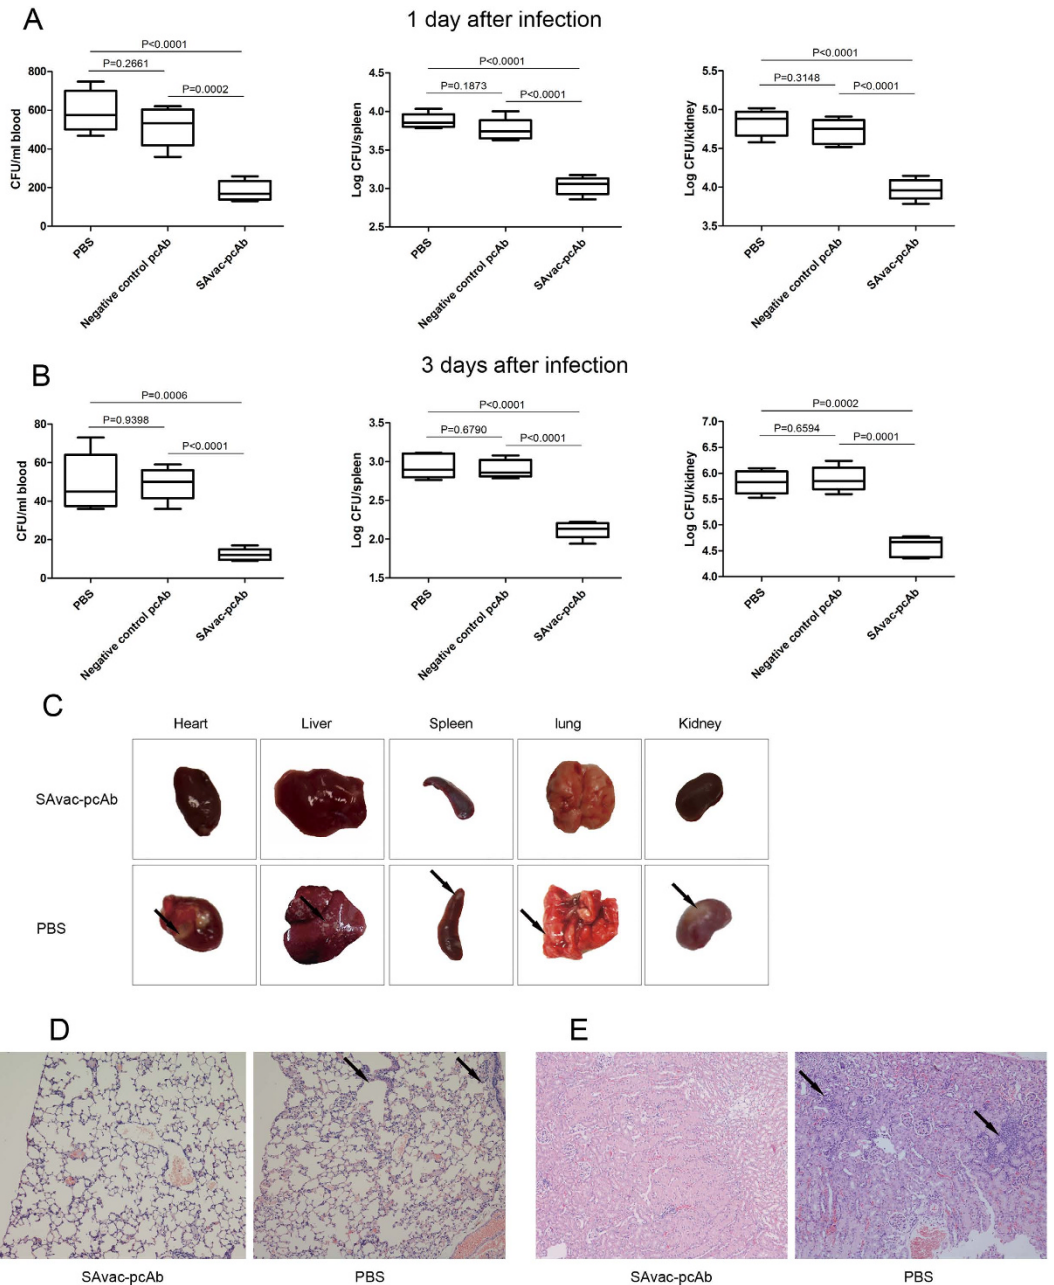 A
1 day after infection
P<0.0001
P=0.2661
P=0.0002
CFU/ml blood
800
600
400
200
0
PBS
Negative control pcAb
SAvac-pcAb
P<0.0001
P=0.1873
P<0.0001
Log CFU/spleen
4.5
4.0
3.5
3.0
2.5
PBS
Negative control pcAb
SAvac-pcAb
P<0.0001
P=0.3148
P<0.0001
Log CFU/kidney
5.5
5.0
4.5
4.0
3.5
PBS
Negative control pcAb
SAvac-pcAb
B
3 days after infection
P=0.0006
P=0.9398
P<0.0001
CFU/ml blood
80
60
40
20
0
PBS
Negative control pcAb
SAvac-pcAb
P<0.0001
P=0.6790
P<0.0001
Log CFU/spleen
3.5
3.0
2.5
2.0
1.5
PBS
Negative control pcAb
SAvac-pcAb
P=0.0002
P=0.6594
P=0.0001
Log CFU/kidney
7.0
6.5
6.0
5.5
5.0
4.5
4.0
PBS
Negative control pcAb
SAvac-pcAb
C
Heart
Liver
Spleen
lung
Kidney
SAvac-pcAb
PBS
D
E
SAvac-pcAb
PBS
SAvac-pcAb
PBS